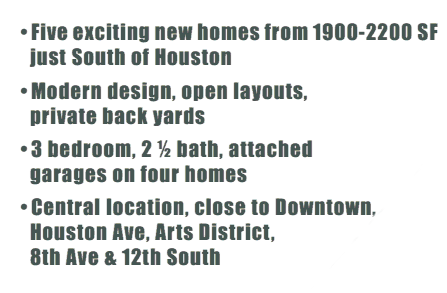 • Five exciting new homes from 1900-2200 SF
just South of Houston
• Modern design, open layouts,
private back yards
• 3 bedroom, 2 ½ bath, attached
garages on four homes
• Central location, close to Downtown,
Houston Ave, Arts District,
8th Ave & 12th South